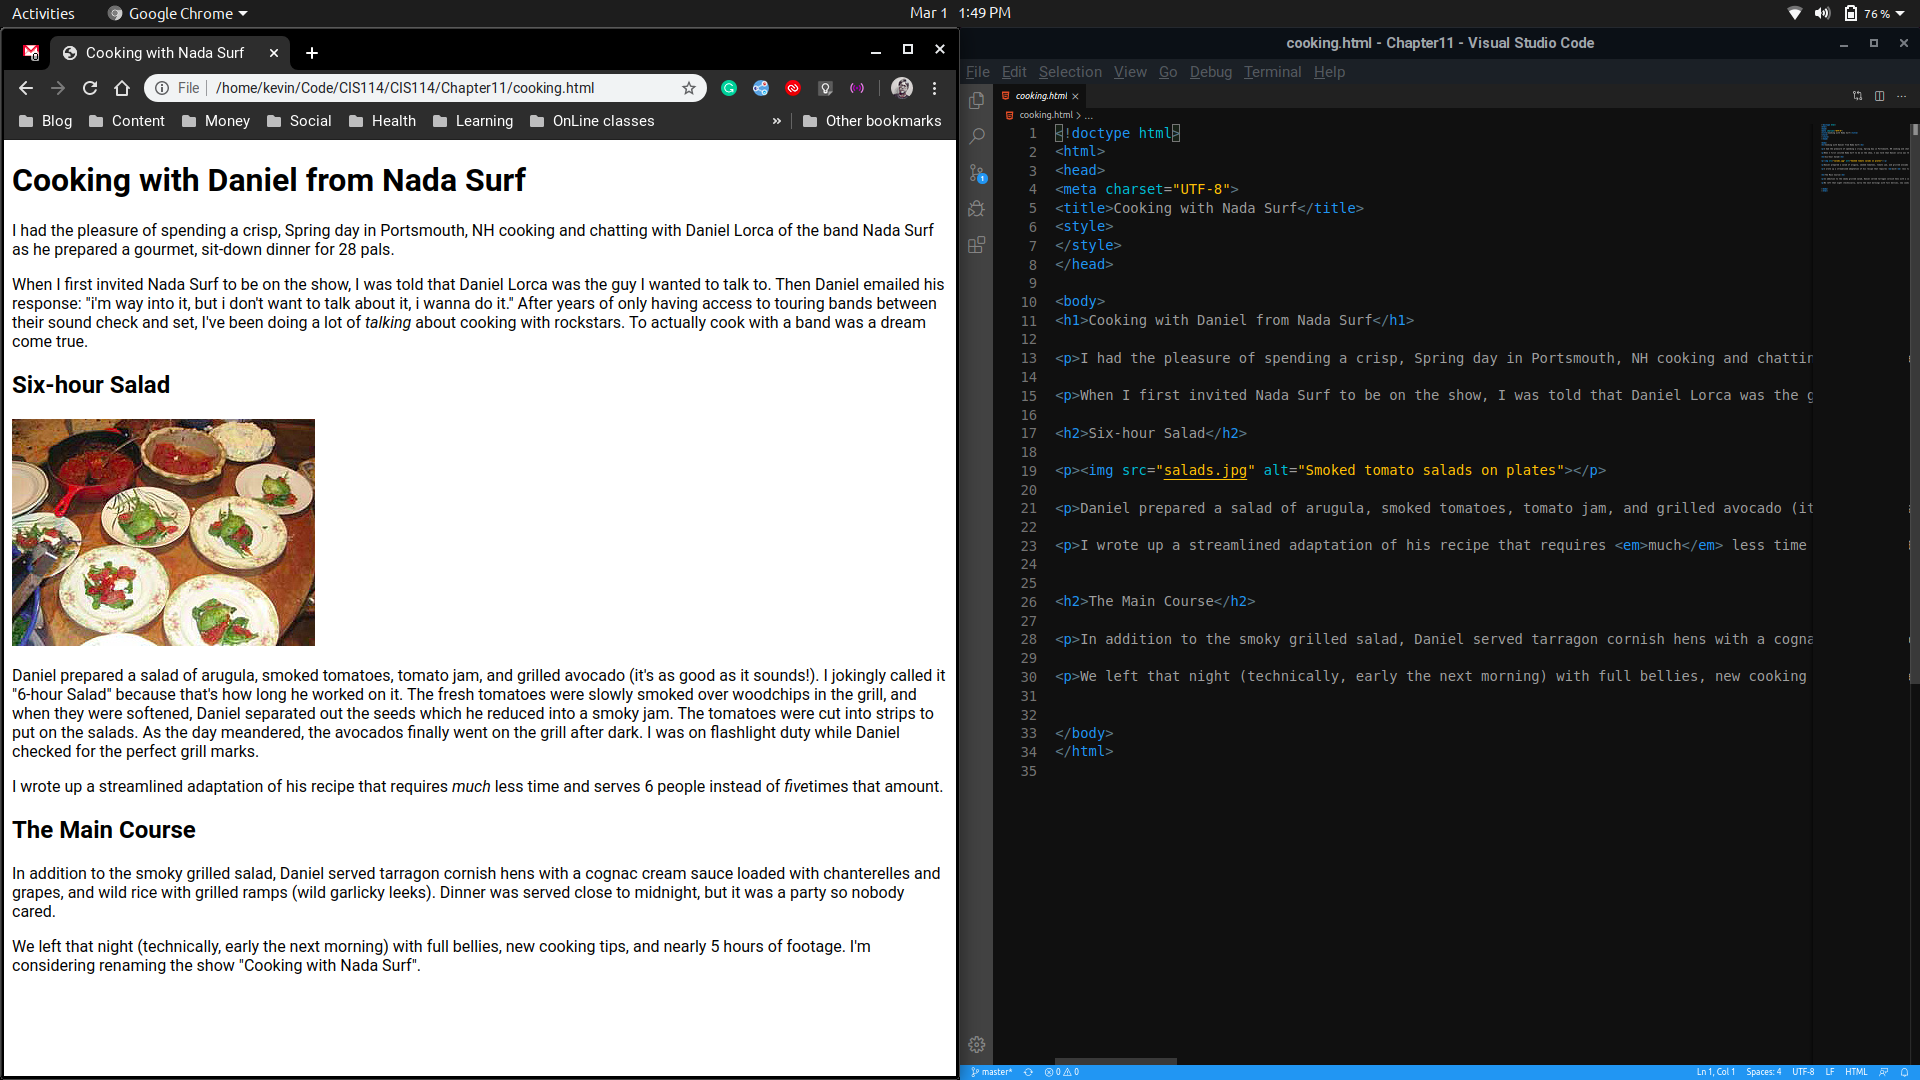 Activities
Google Chrome
Mar 1 1:49 PM
76 %
Cooking with Nada Surf
File
/home/kevin/Code/CIS114/CIS114/Chapter11/cooking.html
Blog
Content
Money
Social
Health
Learning
OnLine classes
»
Other bookmarks
Cooking with Daniel from Nada Surf
I had the pleasure of spending a crisp, Spring day in Portsmouth, NH cooking and chatting with Daniel Lorca of the band Nada Surf
as he prepared a gourmet, sit-down dinner for 28 pals.
When I first invited Nada Surf to be on the show, I was told that Daniel Lorca was the guy I wanted to talk to. Then Daniel emailed his
response: "i'm way into it, but i don't want to talk about it, i wanna do it." After years of only having access to touring bands between
their sound check and set, I've been doing a lot of talking about cooking with rockstars. To actually cook with a band was a dream
come true.
Six-hour Salad
Daniel prepared a salad of arugula, smoked tomatoes, tomato jam, and grilled avocado (it's as good as it sounds!). I jokingly called it
"6-hour Salad" because that's how long he worked on it. The fresh tomatoes were slowly smoked over woodchips in the grill, and
when they were softened, Daniel separated out the seeds which he reduced into a smoky jam. The tomatoes were cut into strips to
put on the salads. As the day meandered, the avocados finally went on the grill after dark. I was on flashlight duty while Daniel
checked for the perfect grill marks.
I wrote up a streamlined adaptation of his recipe that requires much less time and serves 6 people instead of fivetimes that amount.
The Main Course
In addition to the smoky grilled salad, Daniel served tarragon cornish hens with a cognac cream sauce loaded with chanterelles and
grapes, and wild rice with grilled ramps (wild garlicky leeks). Dinner was served close to midnight, but it was a party so nobody
cared.
We left that night (technically, early the next morning) with full bellies, new cooking tips, and nearly 5 hours of footage. I'm
considering renaming the show "Cooking with Nada Surf".
cooking.html - Chapter11 - Visual Studio Code
File Edit Selection View Go Debug Terminal Help
cooking.html
cooking.html > ...
1 <!doctype html>
2 <html>
3 <head>
4 <meta charset="UTF-8">
5 <title>Cooking with Nada Surf</title>
6 <style>
7 </style>
8 </head>
9
10 <body>
11 <h1>Cooking with Daniel from Nada Surf</h1>
12
13 <p>I had the pleasure of spending a crisp, Spring day in Portsmouth, NH cooking and chattin
14
15 <p>When I first invited Nada Surf to be on the show, I was told that Daniel Lorca was the g
16
17 <h2>Six-hour Salad</h2>
18
19 <p><img src="salads.jpg" alt="Smoked tomato salads on plates"></p>
20
21 <p>Daniel prepared a salad of arugula, smoked tomatoes, tomato jam, and grilled avocado (it
22
23 <p>I wrote up a streamlined adaptation of his recipe that requires <em>much</em> less time
24
25
26 <h2>The Main Course</h2>
27
28 <p>In addition to the smoky grilled salad, Daniel served tarragon cornish hens with a cogna
29
30 <p>We left that night (technically, early the next morning) with full bellies, new cooking
31
32
33 </body>
34 </html>
35
1
master*
0
0
Ln 1, Col 1
Spaces: 4
UTF-8
LF
HTML